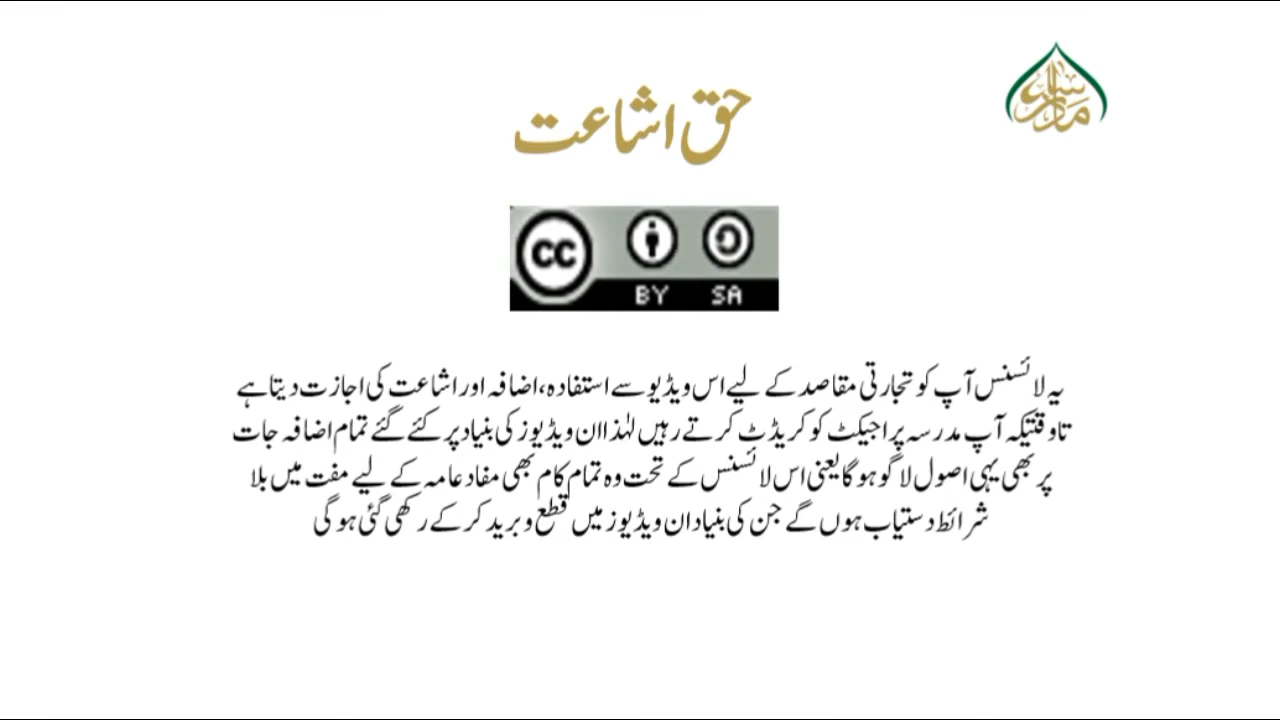 مدرسہ
حق اشاعت
CC
BY SA
یہ لائسنس آپ کو تجارتی مقاصد کے لیے اس ویڈیو سے استفادہ، اضافہ اور اشاعت کی اجازت دیتا ہے
تاوقتیکہ آپ مدرسہ پراجیکٹ کو کریڈٹ کرتے رہیں لہٰذا ان ویڈیوز کی بنیاد پر کئے گئے تمام اضافہ جات
پر بھی یہی اصول لاگو ہوگا یعنی اس لائسنس کے تحت وہ تمام کام بھی مفاد عامہ کے لیے مفت میں بلا
شرائط دستیاب ہوں گے جن کی بنیاد ان ویڈیوز میں قطع و برید کر کے رکھی گئی ہوگی